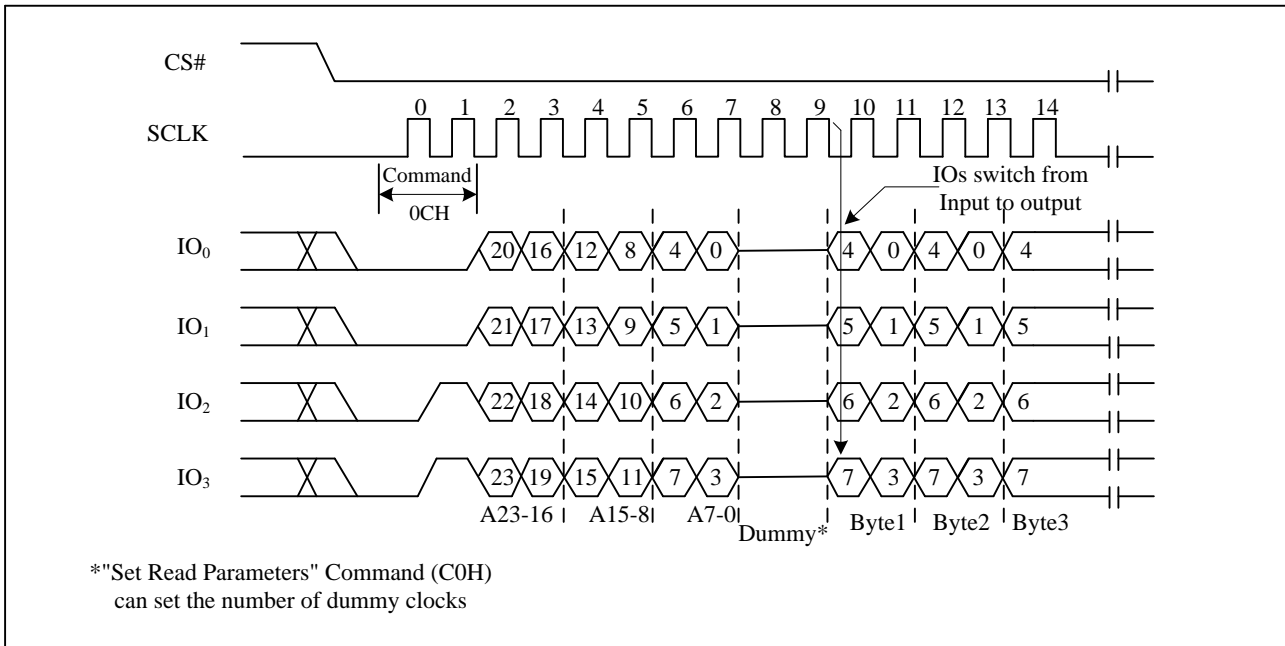 CS#
0 1 2 3 4 5 6 7 8 9 10 11 12 13 14
SCLK
Command
0CH
IOs switch from
Input to output
IO₀ 20 16 12 8 4 0 4 0 4 0 4
IO₁ 21 17 13 9 5 1 5 1 5 1 5
IO₂ 22 18 14 10 6 2 6 2 6 2 6
IO₃ 23 19 15 11 7 3 7 3 7 3 7
A23-16 A15-8 A7-0 Dummy* Byte1 Byte2 Byte3
*"Set Read Parameters" Command (C0H)
can set the number of dummy clocks